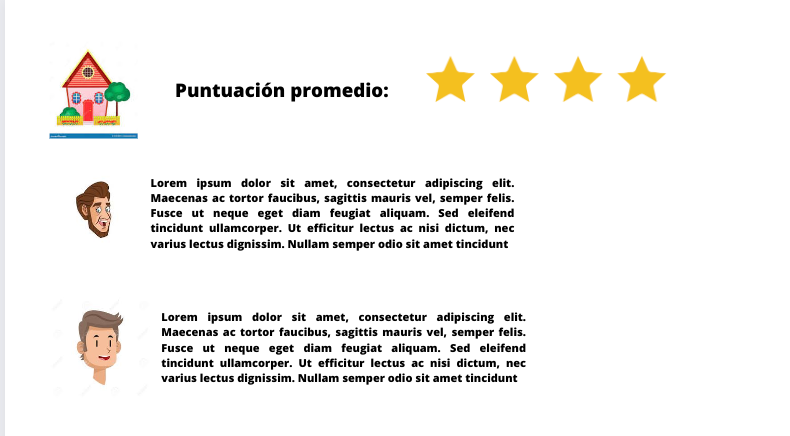 Puntuación promedio:
Lorem ipsum dolor sit amet, consectetur adipiscing elit.
Maecenas ac tortor faucibus, sagittis mauris vel, semper felis.
Fusce ut neque eget diam feugiat aliquam. Sed eleifend
tincidunt ullamcorper. Ut efficitur lectus ac nisi dictum, nec
varius lectus dignissim. Nullam semper odio sit amet tincidunt
Lorem ipsum dolor sit amet, consectetur adipiscing elit.
Maecenas ac tortor faucibus, sagittis mauris vel, semper felis.
Fusce ut neque eget diam feugiat aliquam. Sed eleifend
tincidunt ullamcorper. Ut efficitur lectus ac nisi dictum, nec
varius lectus dignissim. Nullam semper odio sit amet tincidunt